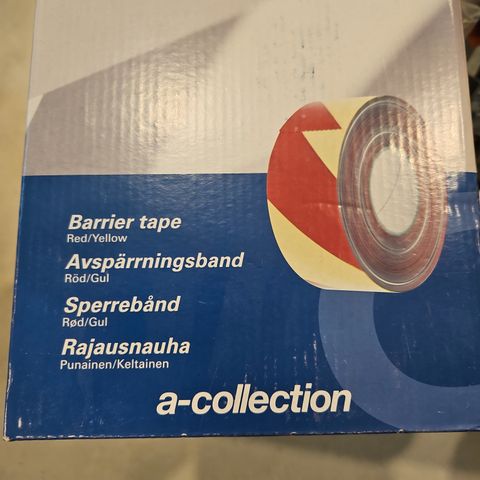 Barrier tape
Red/Yellow
Avspärrningsband
Röd/Gul
Sperrebånd
Rød/Gul
Rajausnauha
Punainen/Keltainen
a-collection